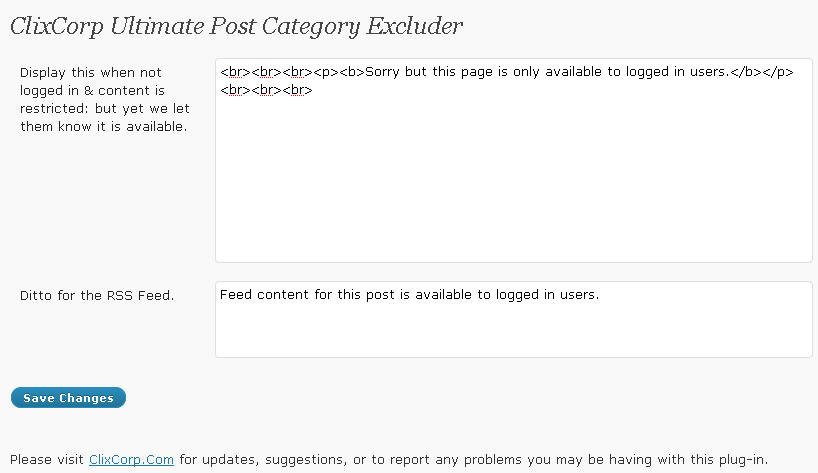 ClixCorp Ultimate Post Category Excluder
Display this when not
logged in & content is
restricted: but yet we let
them know it is available.
<br><br><br><p><b>Sorry but this page is only available to logged in users.</b></p>
<br><br><br>
Ditto for the RSS Feed.
Feed content for this post is available to logged in users.
Save Changes
Please visit ClixCorp.Com for updates, suggestions, or to report any problems you may be having with this plug-in.